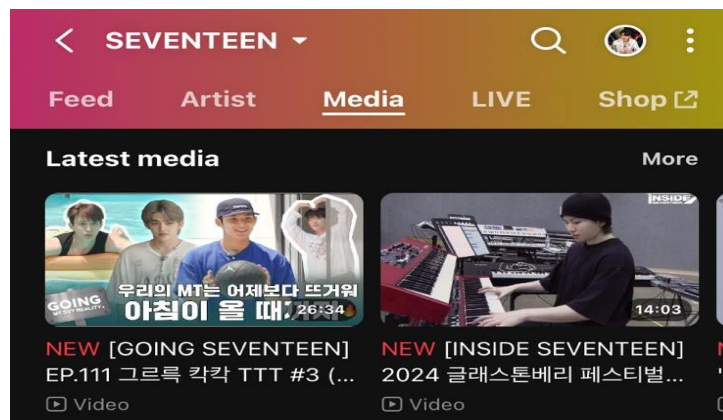 SEVENTEEN
Feed Artist Media LIVE Shop
Latest media More
INSIDE
SEVENTEEN
GOING
우리의 MT는 어제보다 뜨거워
아침이 올 때
26:34
14:03
NEW [GOING SEVENTEEN]
EP.111 그르륵 칵칵 TTT #3 (...
Video
NEW [INSIDE SEVENTEEN]
2024 글래스톤베리 페스티벌...
Video